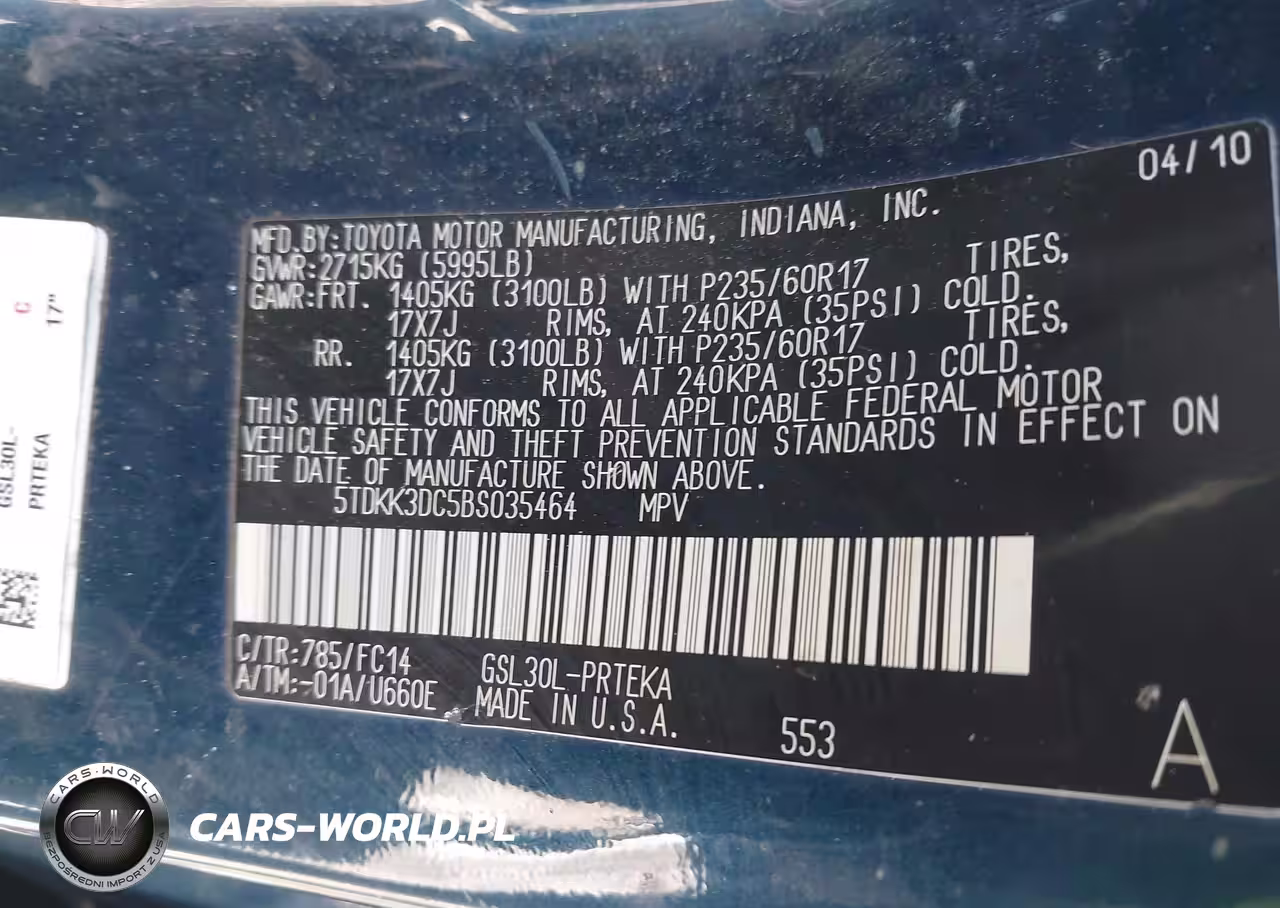 04/10
MFD.BY:TOYOTA MOTOR MANUFACTURING, INDIANA, INC.
GVWR:2715KG (5995LB)
GAWR:FRT. 1405KG (3100LB) WITH P235/60R17 TIRES,
17X7J RIMS, AT 240KPA (35PSI) COLD.
RR. 1405KG (3100LB) WITH P235/60R17 TIRES,
17X7J RIMS, AT 240KPA (35PSI) COLD.
THIS VEHICLE CONFORMS TO ALL APPLICABLE FEDERAL MOTOR
VEHICLE SAFETY AND THEFT PREVENTION STANDARDS IN EFFECT ON
THE DATE OF MANUFACTURE SHOWN ABOVE.
5TDKK3DC5BS035464 MPV
C/TR:785/FC14 GSL30L-PRTEKA
A/TM:-01A/U660E MADE IN U.S.A.
553
A
C
17"
GSL30L-
PRTEKA
CARS-WORLD
CW
BEZPOŚREDNI IMPORT Z USA
CARS-WORLD.PL